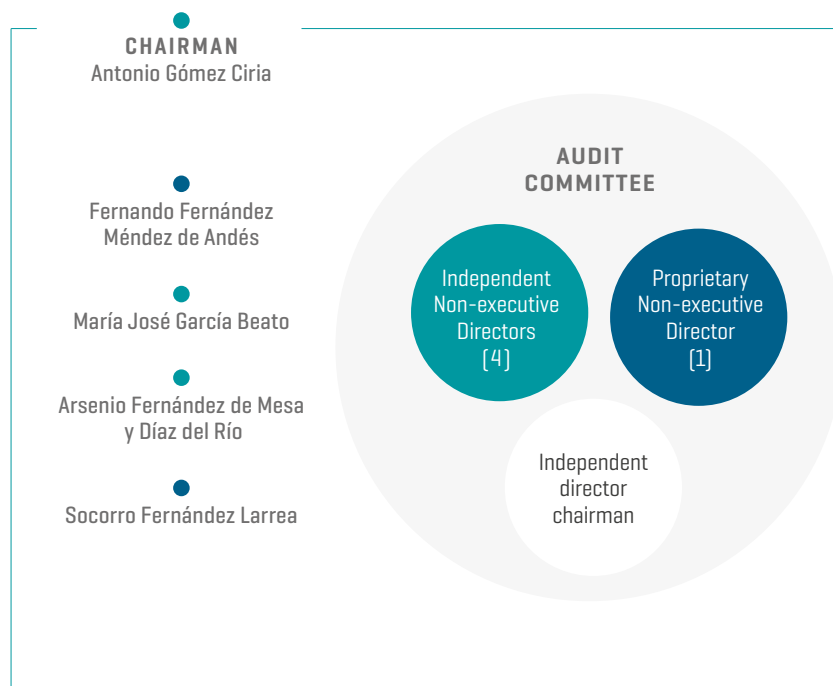 CHAIRMAN
Antonio Gómez Ciria
Fernando Fernández
Méndez de Andés
María José García Beato
Arsenio Fernández de Mesa
y Díaz del Río
Socorro Fernández Larrea
AUDIT
COMMITTEE
Independent
Non-executive
Directors
(4)
Proprietary
Non-executive
Director
(1)
Independent
director
chairman